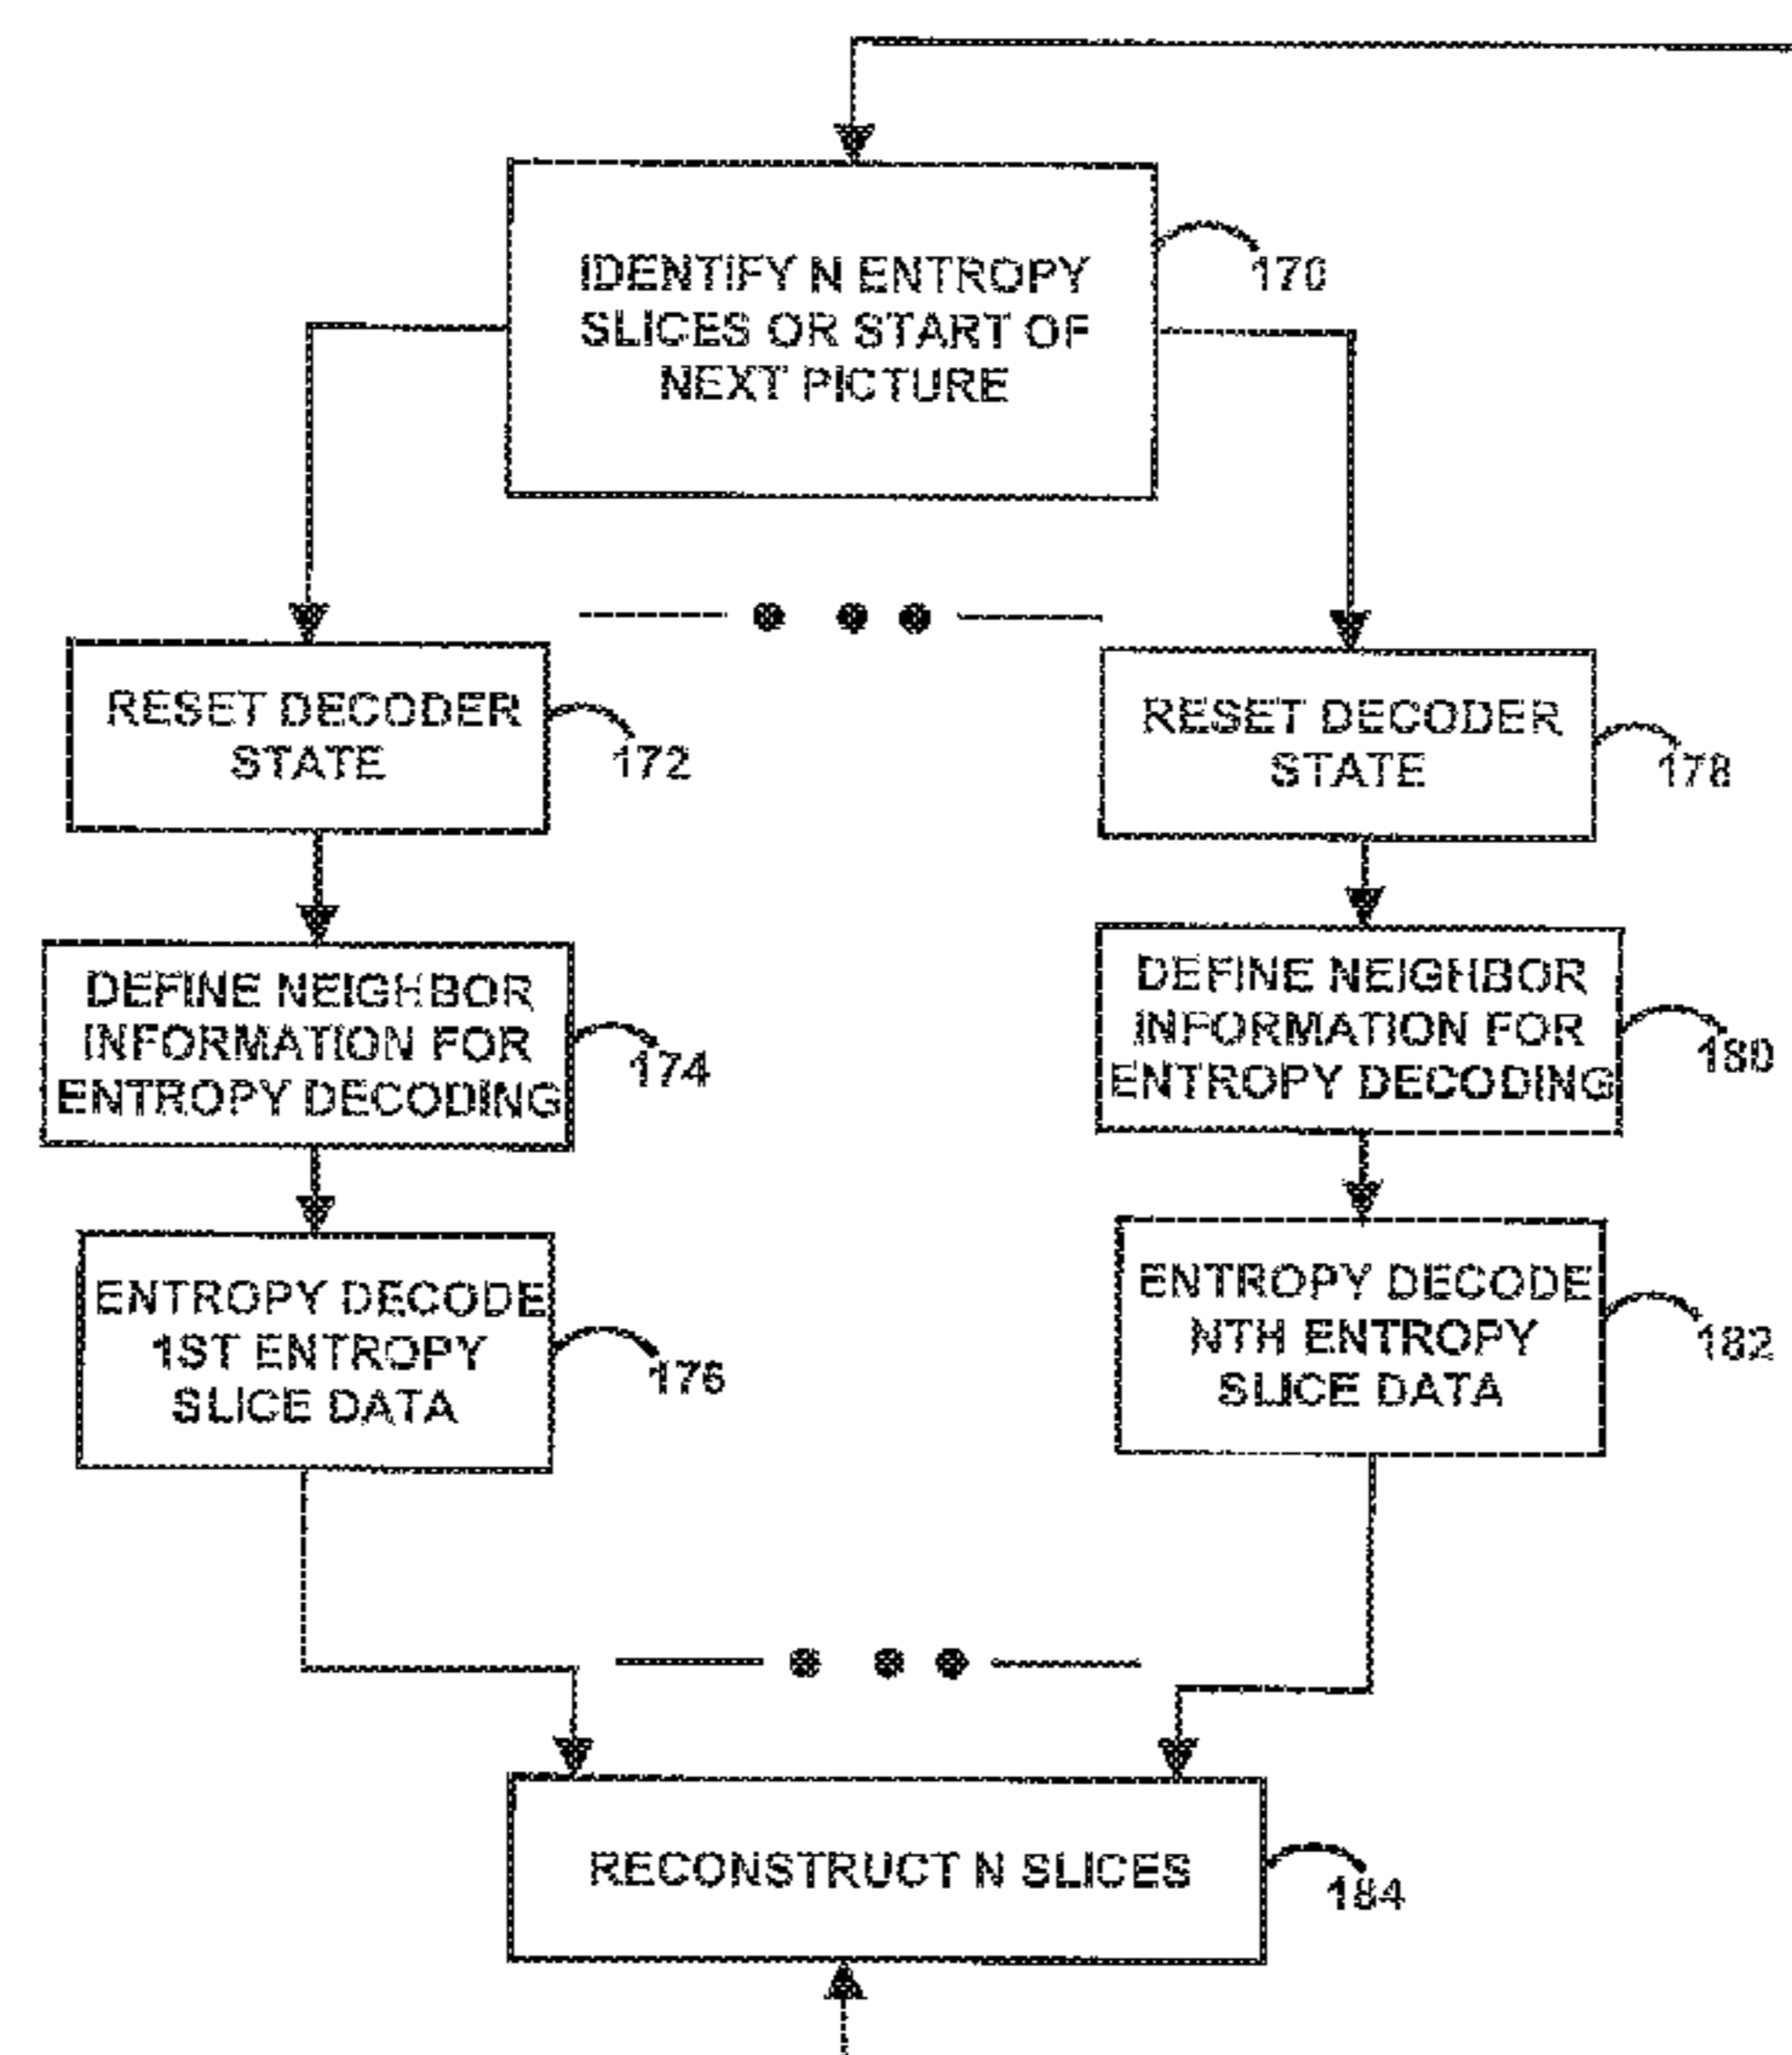 IDENTIFY N ENTROPY
SLICES OR START OF
NEXT PICTURE
170
RESET DECODER
STATE
172
RESET DECODER
STATE
178
DEFINE NEIGHBOR
INFORMATION FOR
ENTROPY DECODING
174
DEFINE NEIGHBOR
INFORMATION FOR
ENTROPY DECODING
180
ENTROPY DECODE
1ST ENTROPY
SLICE DATA
176
ENTROPY DECODE
NTH ENTROPY
SLICE DATA
182
RECONSTRUCT N SLICES
184